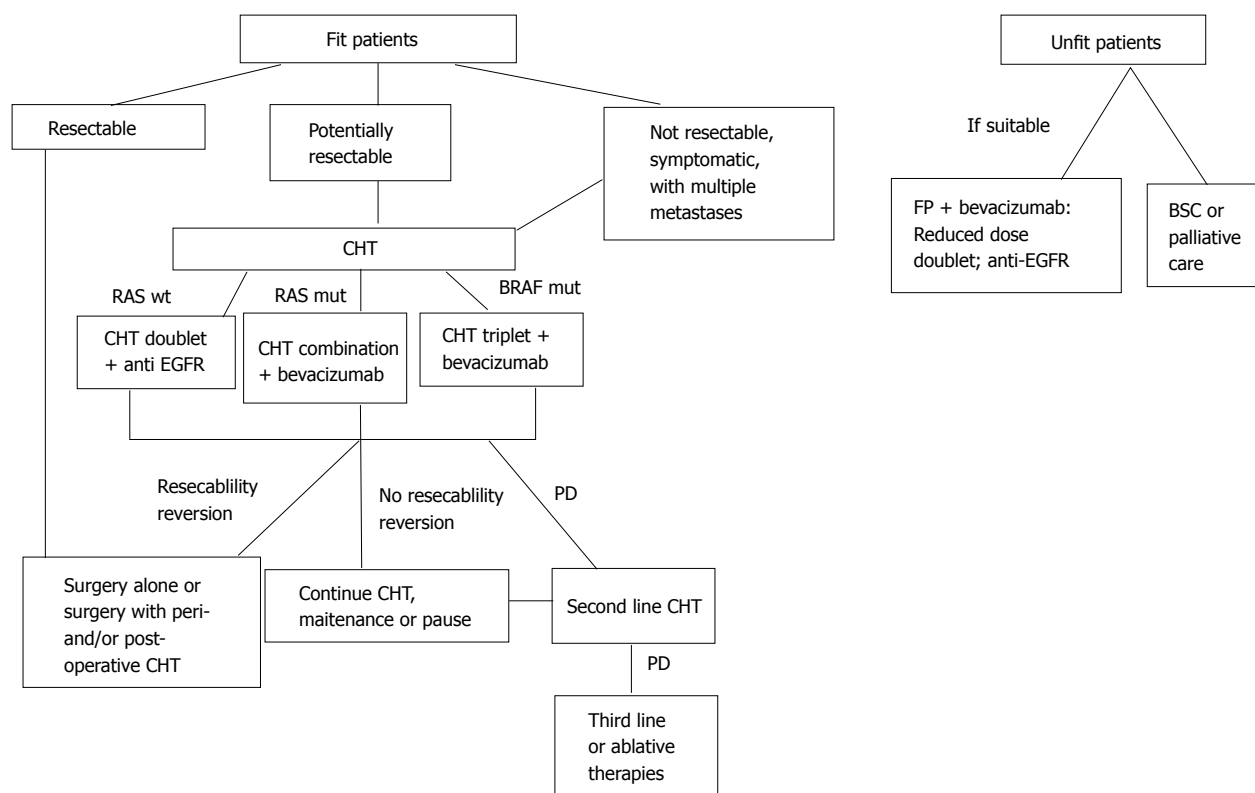 Fit patients
Unfit patients
Resectable
Potentially
resectable
Not resectable,
symptomatic,
with multiple
metastases
If suitable
FP + bevacizumab:
Reduced dose
doublet; anti-EGFR
BSC or
palliative
care
CHT
RAS wt
RAS mut
BRAF mut
CHT doublet
+ anti EGFR
CHT combination
+ bevacizumab
CHT triplet +
bevacizumab
Resecablility
reversion
No resecablility
reversion
PD
Surgery alone or
surgery with peri-
and/or post-
operative CHT
Continue CHT,
maitenance or pause
Second line CHT
PD
Third line
or ablative
therapies